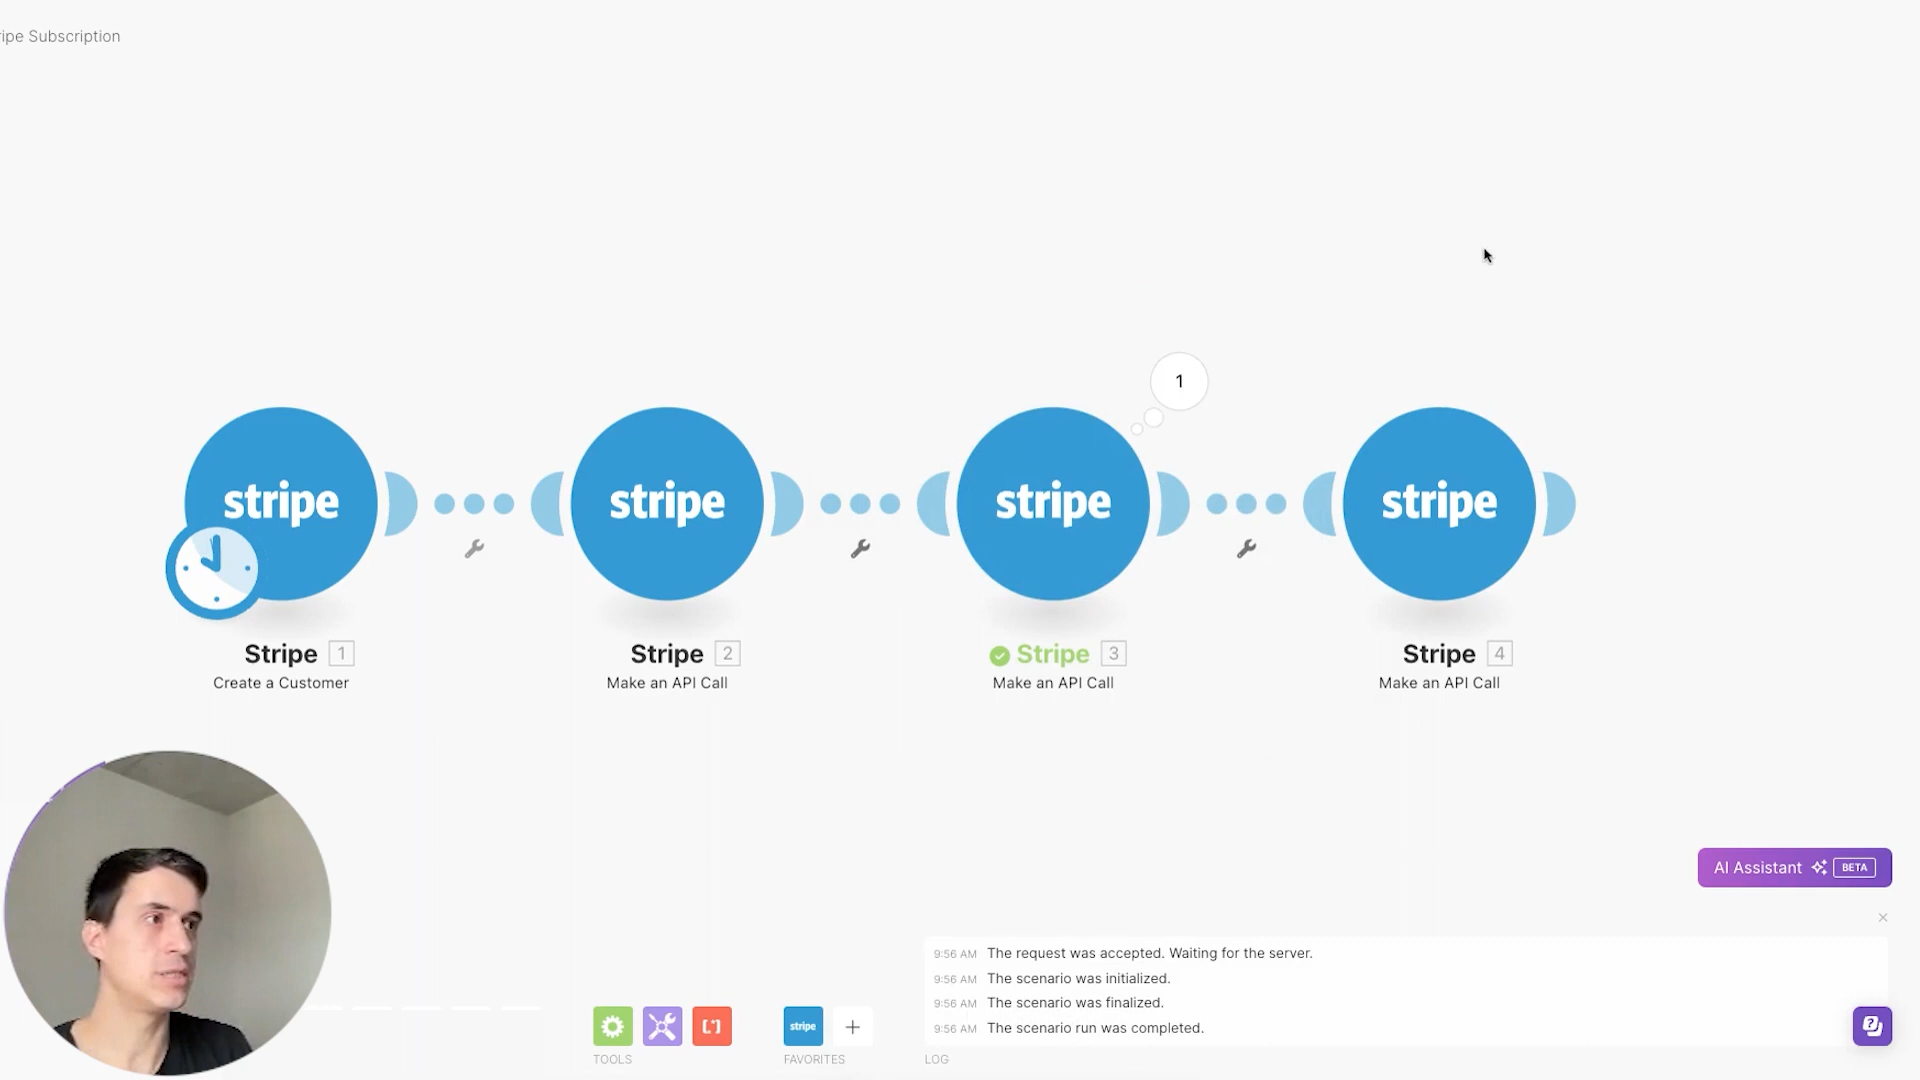 ripe Subscription
1
stripe
stripe
stripe
stripe
Stripe 1
Create a Customer
Stripe 2
Make an API Call
Stripe 3
Make an API Call
Stripe 4
Make an API Call
AI Assistant BETA
9:56 AM The request was accepted. Waiting for the server.
9:56 AM The scenario was initialized.
9:56 AM The scenario was finalized.
9:56 AM The scenario run was completed.
stripe
TOOLS
FAVORITES
LOG